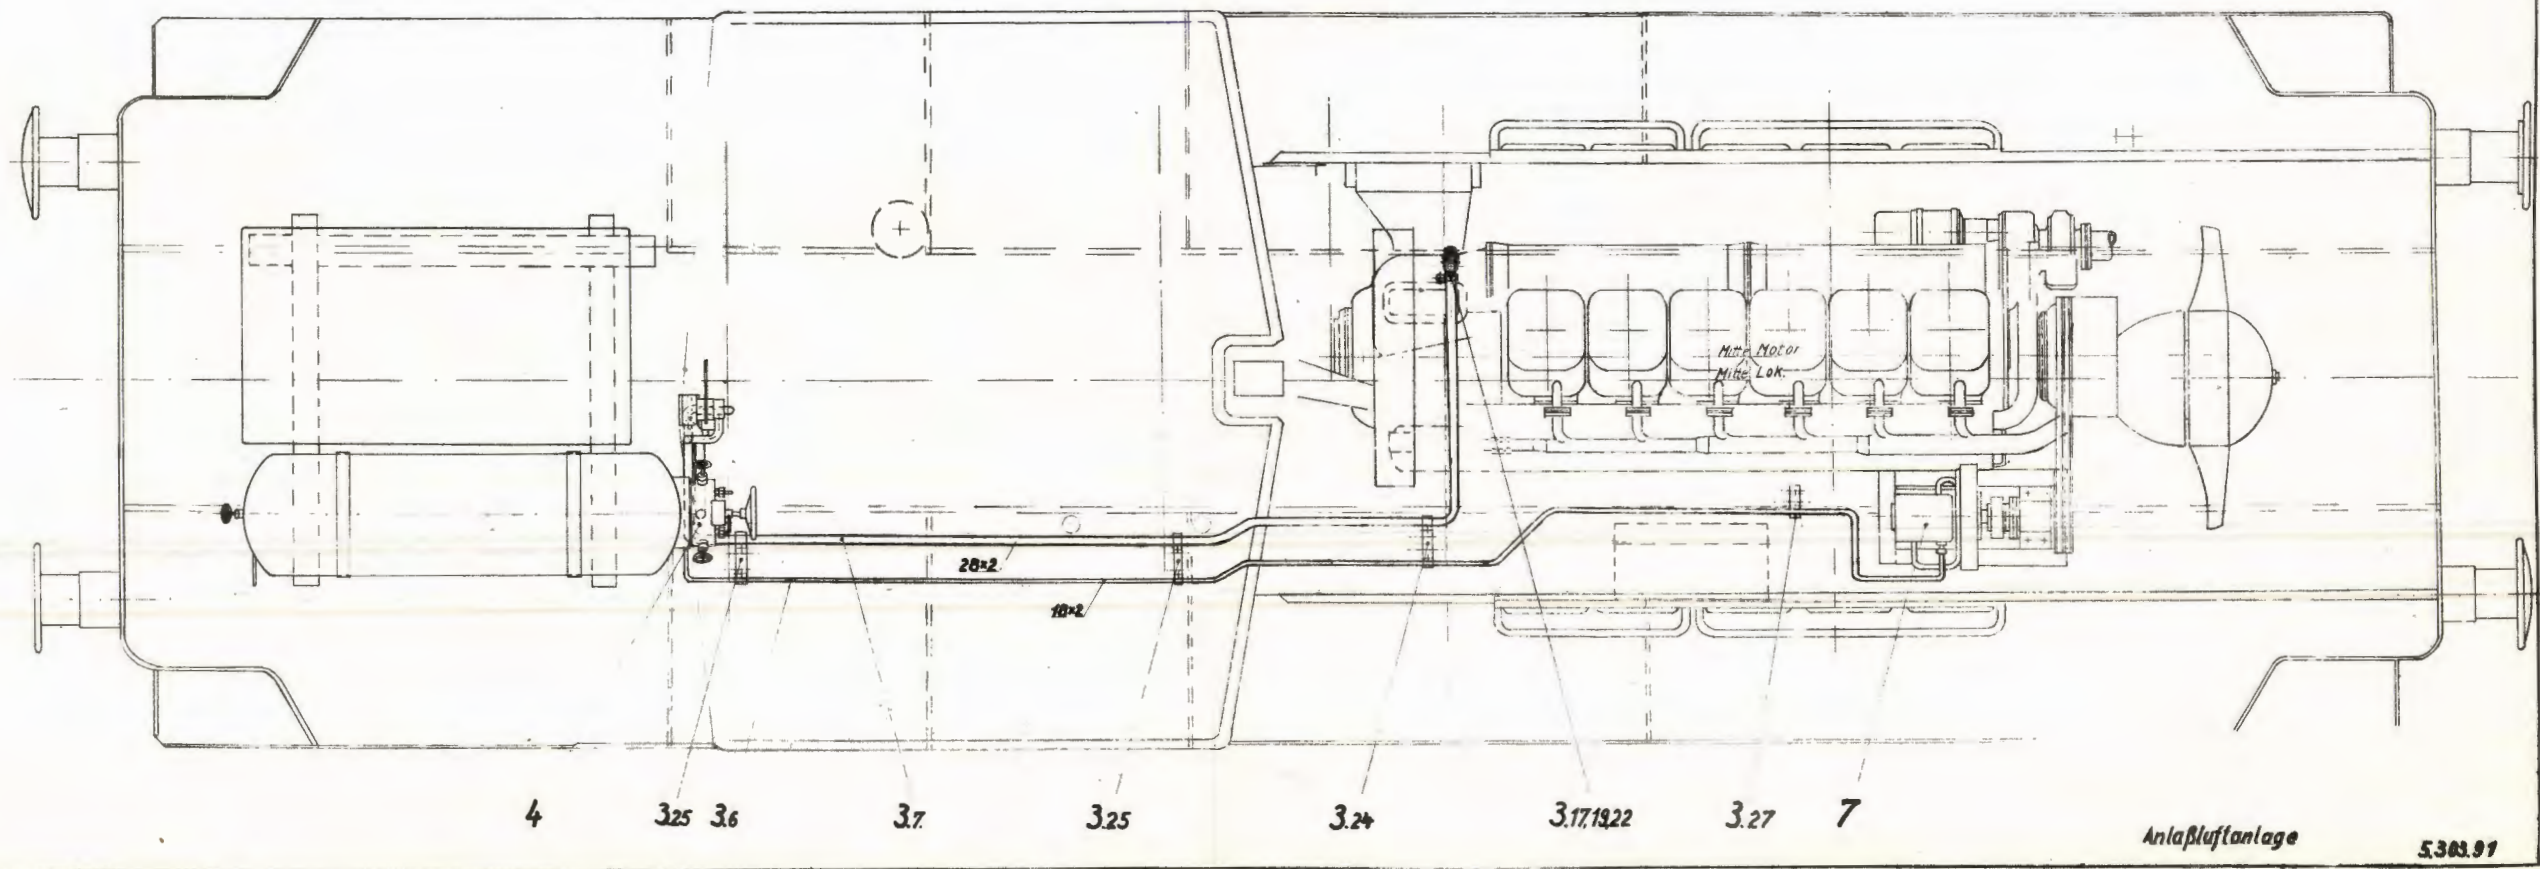 Mitte Motor
Mitte Lok.
28×2
18×2
4 3.25 3.6 3.7. 3.25 3.24 3.17,19,22 3.27 7
Anlaßluftanlage 5.303.91